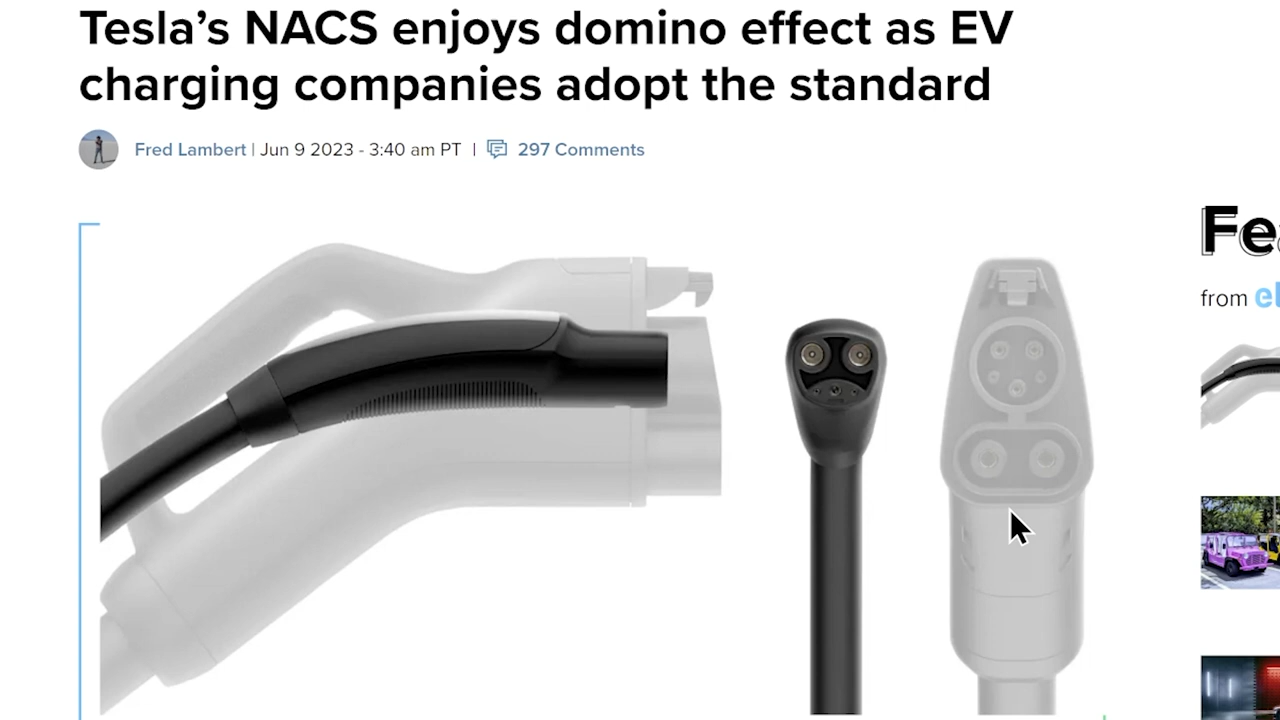 Tesla’s NACS enjoys domino effect as EV
charging companies adopt the standard
Fred Lambert | Jun 9 2023 - 3:40 am PT | 297 Comments
from